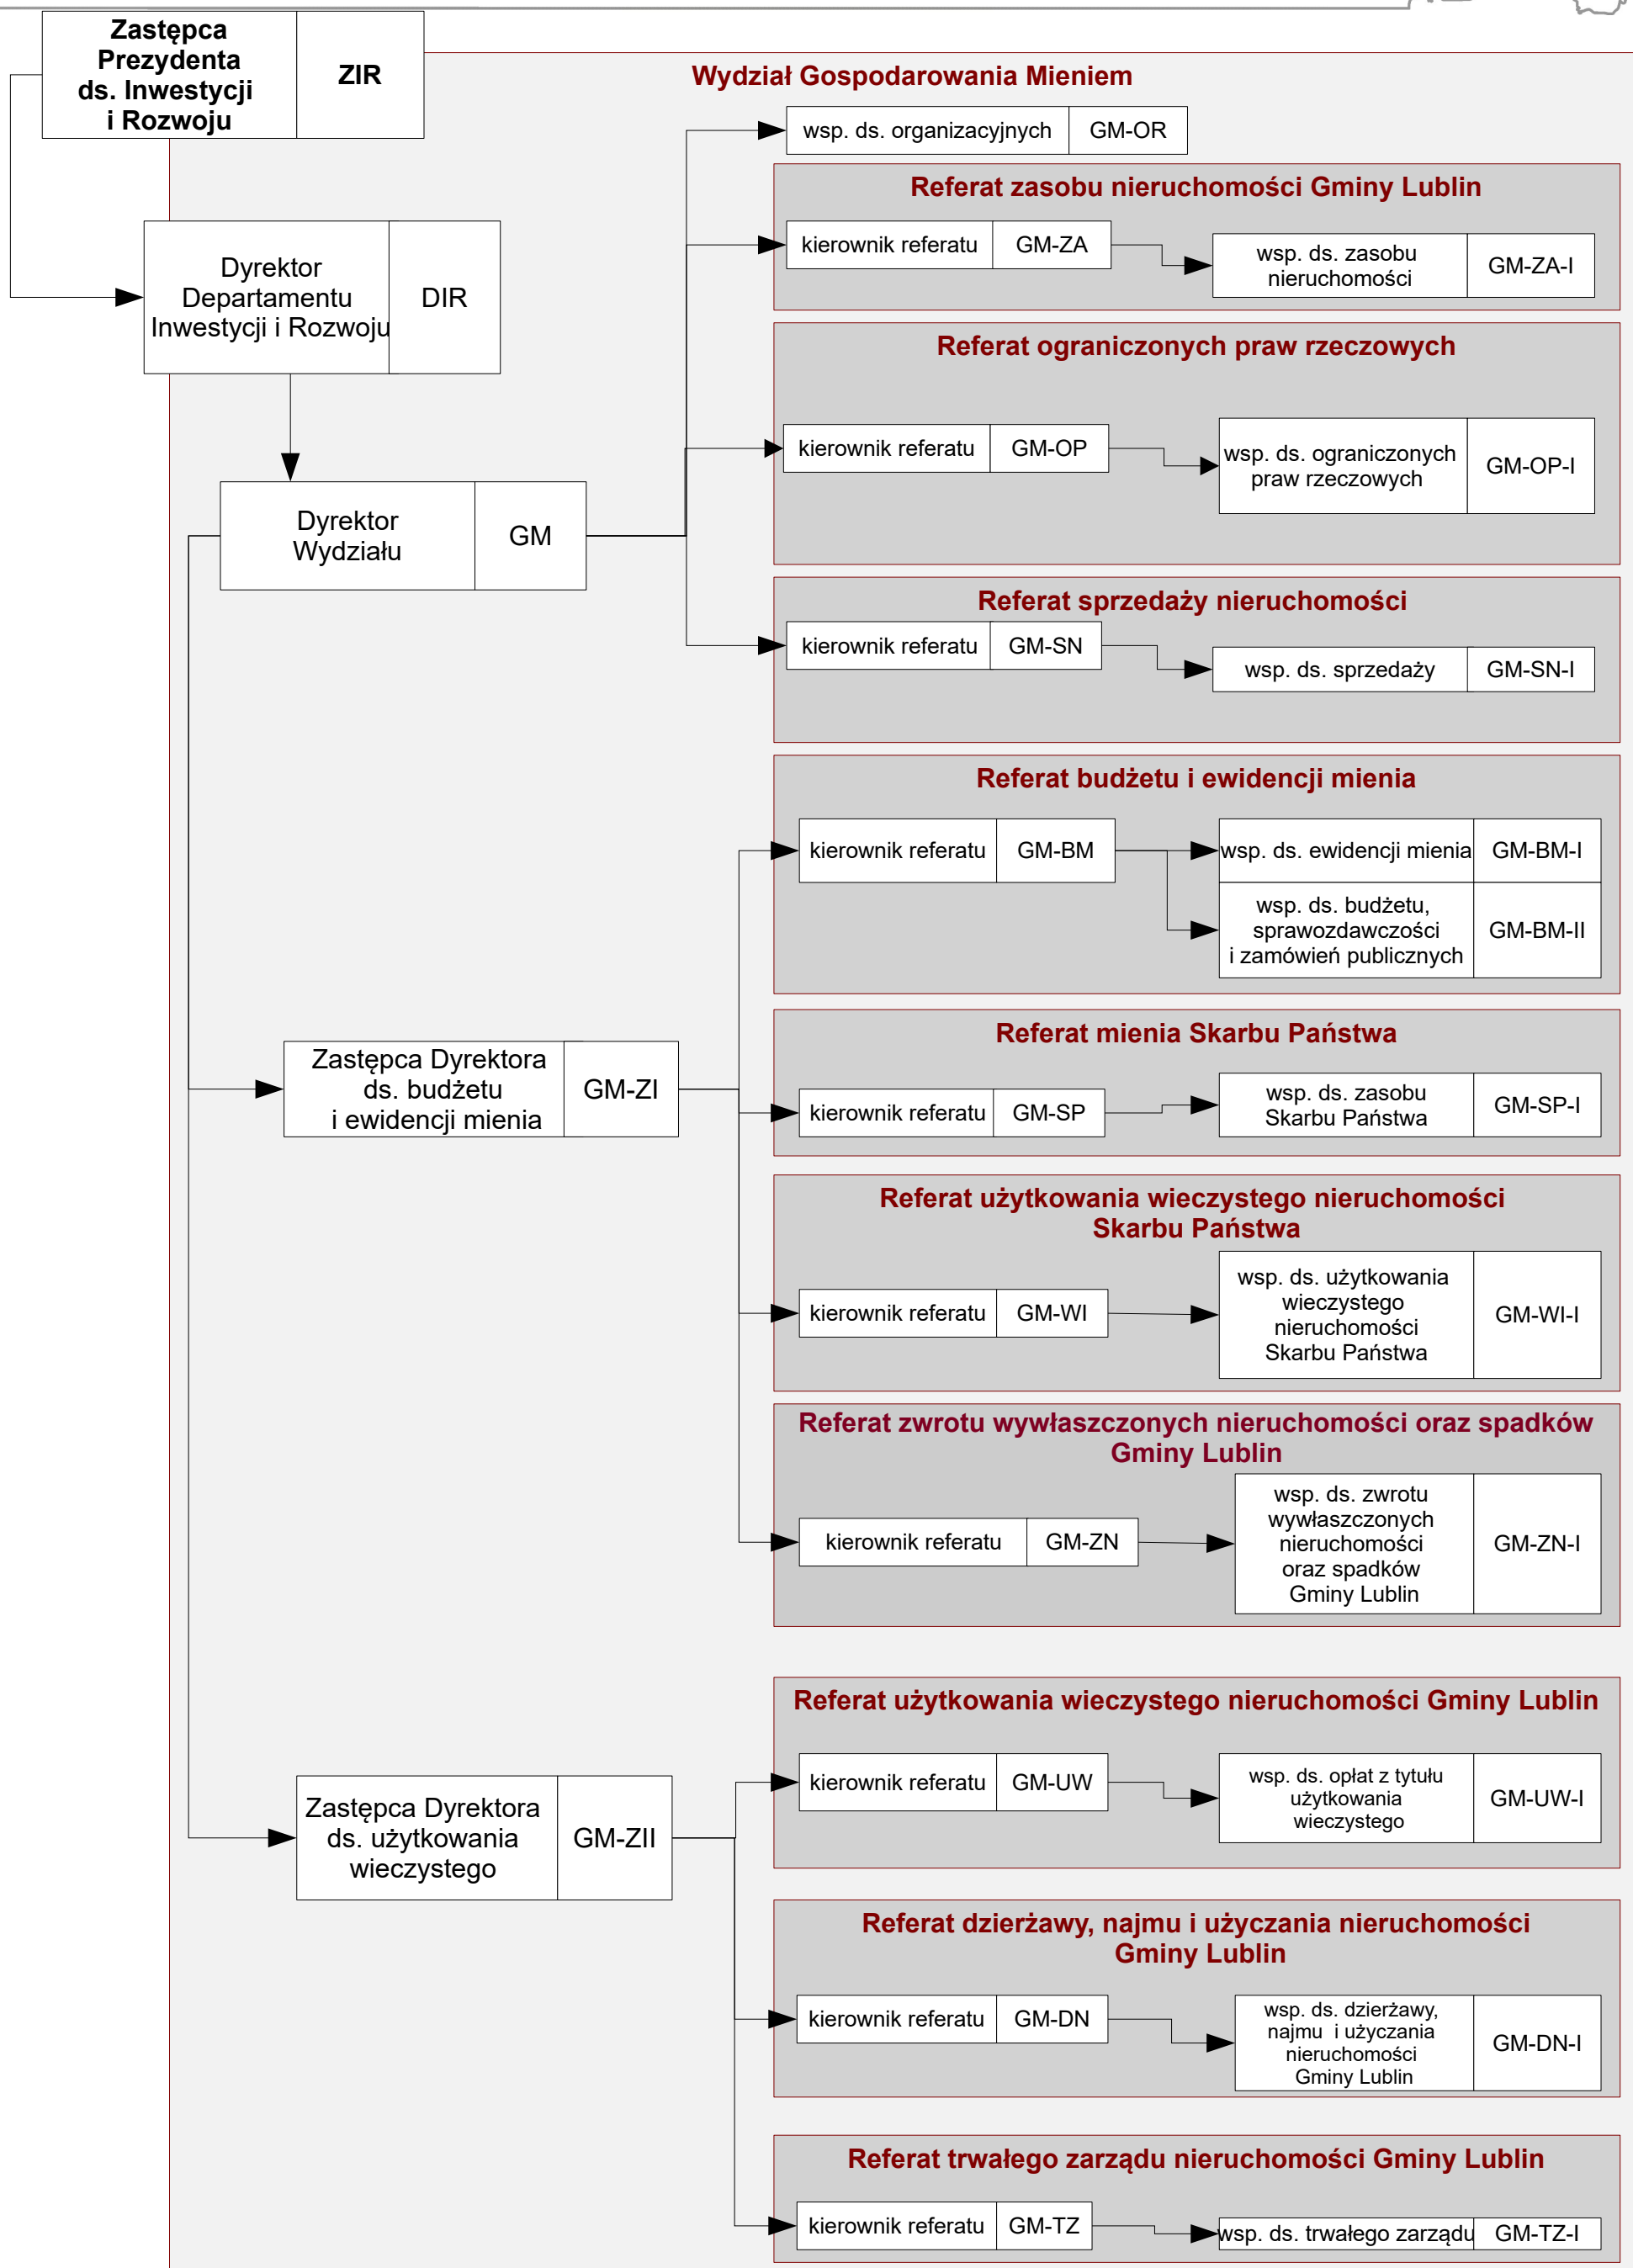 Zastępca
Prezydenta
ds. Inwestycji
i Rozwoju
ZIR
Wydział Gospodarowania Mieniem
wsp. ds. organizacyjnych
GM-OR
Referat zasobu nieruchomości Gminy Lublin
kierownik referatu
GM-ZA
wsp. ds. zasobu
nieruchomości
GM-ZA-I
Dyrektor
Departamentu
Inwestycji i Rozwoju
DIR
Referat ograniczonych praw rzeczowych
kierownik referatu
GM-OP
wsp. ds. ograniczonych
praw rzeczowych
GM-OP-I
Dyrektor
Wydziału
GM
Referat sprzedaży nieruchomości
kierownik referatu
GM-SN
wsp. ds. sprzedaży
GM-SN-I
Referat budżetu i ewidencji mienia
kierownik referatu
GM-BM
wsp. ds. ewidencji mienia
GM-BM-I
wsp. ds. budżetu,
sprawozdawczości
i zamówień publicznych
GM-BM-II
Zastępca Dyrektora
ds. budżetu
i ewidencji mienia
GM-ZI
Referat mienia Skarbu Państwa
kierownik referatu
GM-SP
wsp. ds. zasobu
Skarbu Państwa
GM-SP-I
Referat użytkowania wieczystego nieruchomości
Skarbu Państwa
kierownik referatu
GM-WI
wsp. ds. użytkowania
wieczystego
nieruchomości
Skarbu Państwa
GM-WI-I
Referat zwrotu wywłaszczonych nieruchomości oraz spadków
Gminy Lublin
kierownik referatu
GM-ZN
wsp. ds. zwrotu
wywłaszczonych
nieruchomości
oraz spadków
Gminy Lublin
GM-ZN-I
Referat użytkowania wieczystego nieruchomości Gminy Lublin
kierownik referatu
GM-UW
wsp. ds. opłat z tytułu
użytkowania
wieczystego
GM-UW-I
Zastępca Dyrektora
ds. użytkowania
wieczystego
GM-ZII
Referat dzierżawy, najmu i użyczania nieruchomości
Gminy Lublin
kierownik referatu
GM-DN
wsp. ds. dzierżawy,
najmu  i użyczania
nieruchomości
Gminy Lublin
GM-DN-I
Referat trwałego zarządu nieruchomości Gminy Lublin
kierownik referatu
GM-TZ
wsp. ds. trwałego zarządu
GM-TZ-I